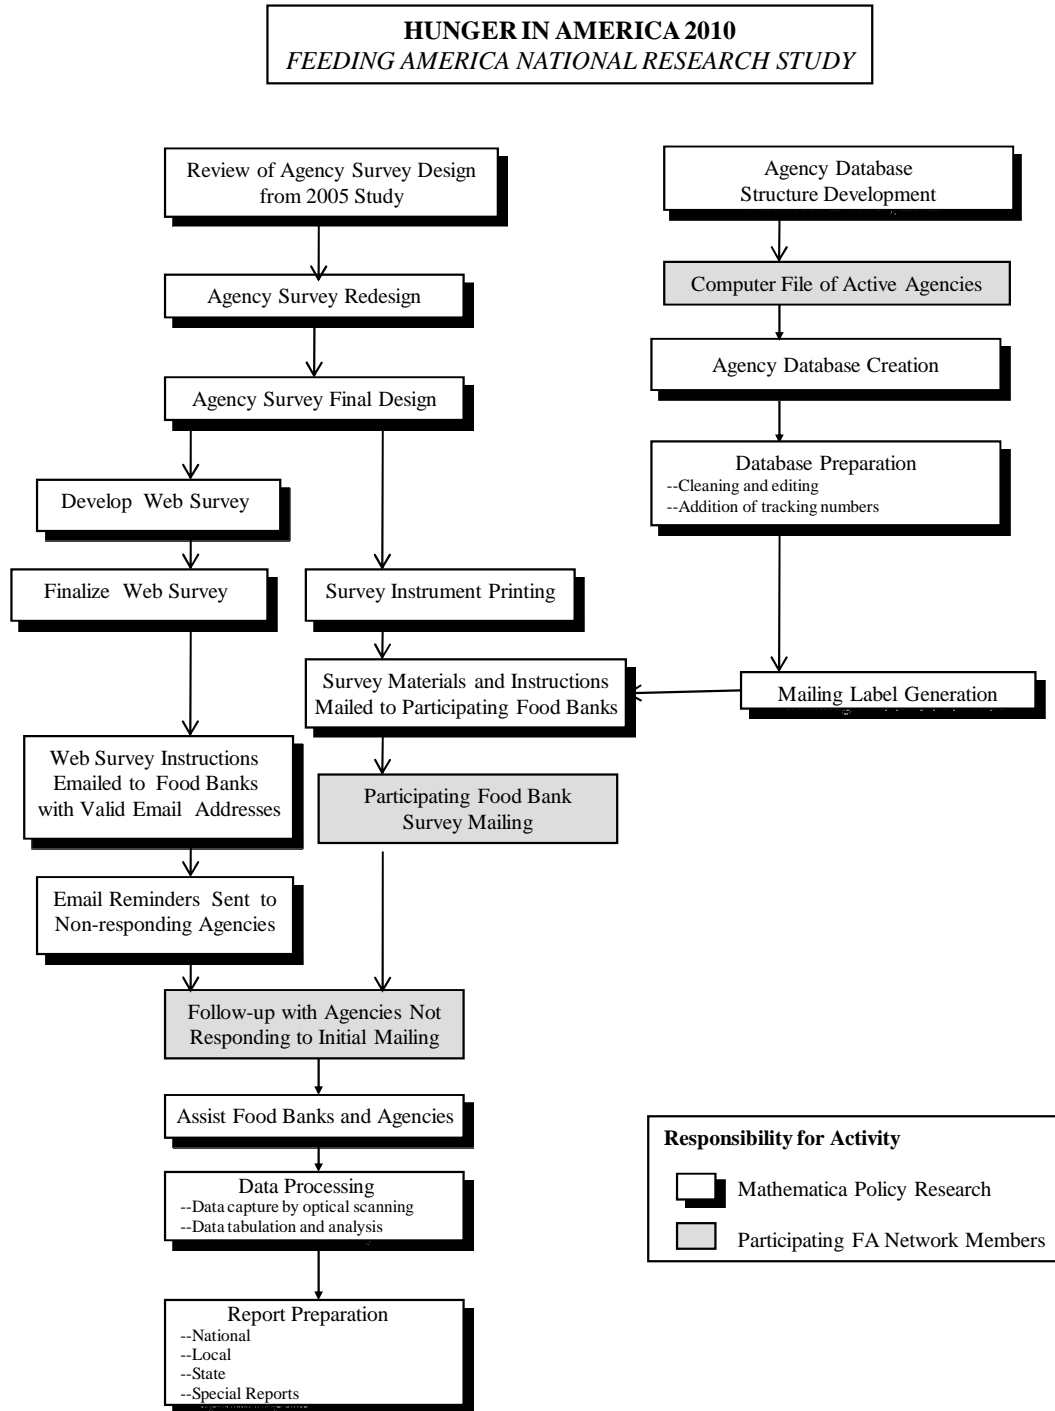 HUNGER IN AMERICA 2010
FEEDING AMERICA NATIONAL RESEARCH STUDY
Review of Agency Survey Design
from 2005 Study
Agency Survey Redesign
Agency Survey Final Design
Develop Web Survey
Finalize Web Survey
Web Survey Instructions
Emailed to Food Banks
with Valid Email Addresses
Email Reminders Sent to
Non-responding Agencies
Survey Instrument Printing
Survey Materials and Instructions
Mailed to Participating Food Banks
Participating Food Bank
Survey Mailing
Agency Database
Structure Development
Computer File of Active Agencies
Agency Database Creation
Database Preparation
--Cleaning and editing
--Addition of tracking numbers
Mailing Label Generation
Follow-up with Agencies Not
Responding to Initial Mailing
Assist Food Banks and Agencies
Data Processing
--Data capture by optical scanning
--Data tabulation and analysis
Report Preparation
--National
--Local
--State
--Special Reports
Responsibility for Activity
Mathematica Policy Research
Participating FA Network Members